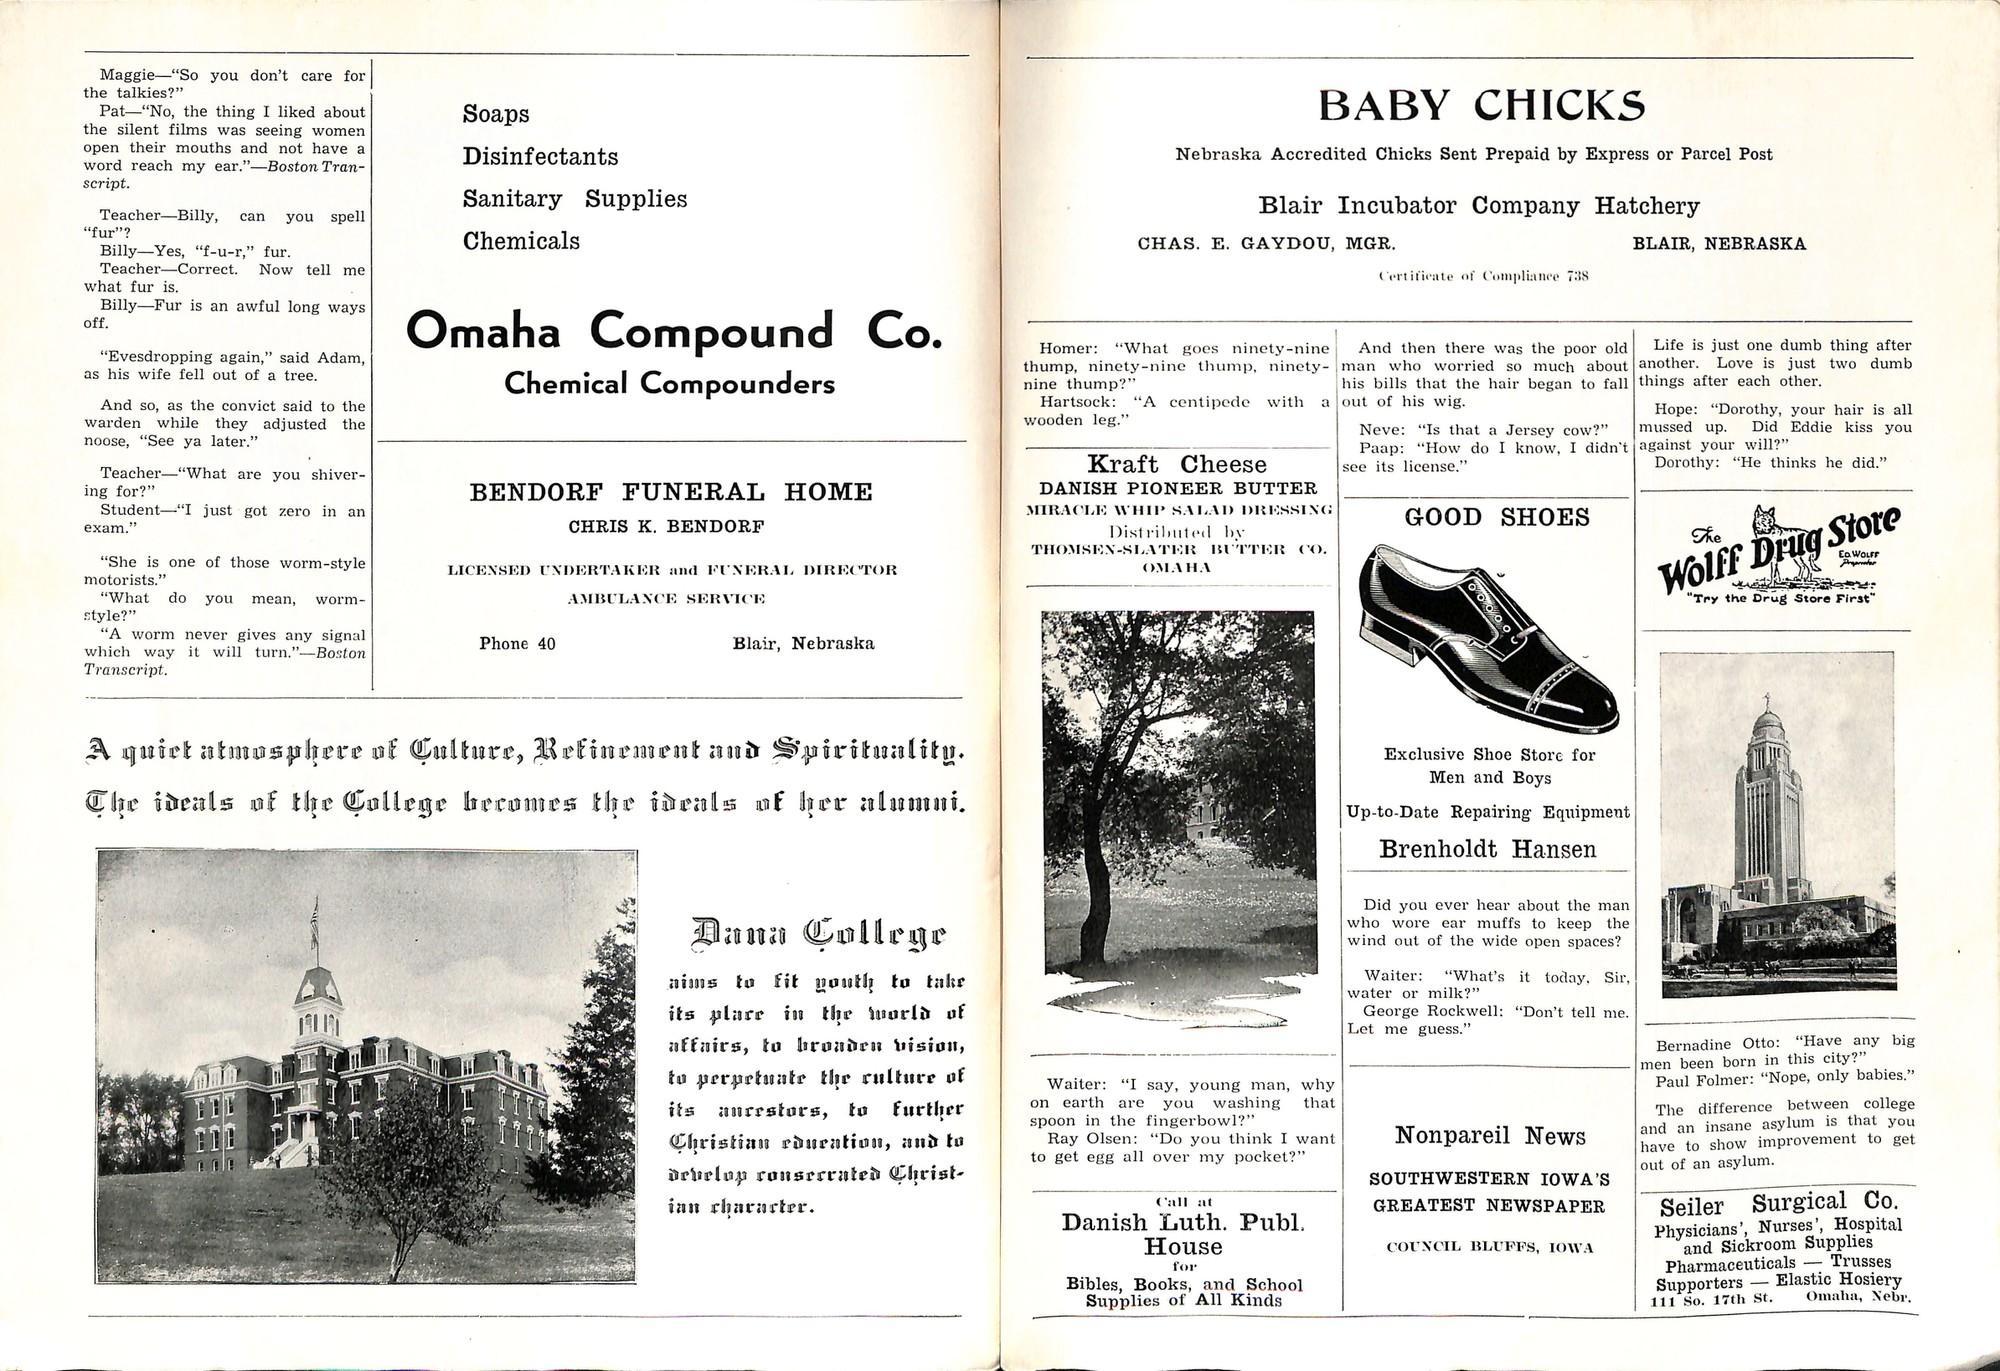 Maggie—“So you don’t care for
the talkies?”
Pat—“No, the thing I liked about
the silent films was seeing women
open their mouths and not have a
word reach my ear.”—Boston Tran-
script.
Teacher—Billy, can you spell
“fur”?
Billy—Yes, “f-u-r,” fur.
Teacher—Correct. Now tell me
what fur is.
Billy—Fur is an awful long ways
off.
“Evesdropping again,” said Adam,
as his wife fell out of a tree.
And so, as the convict said to the
warden while they adjusted the
noose, “See ya later.”
Teacher—“What are you shiver-
ing for?”
Student—“I just got zero in an
exam.”
“She is one of those worm-style
motorists.”
“What do you mean, worm-
style?”
“A worm never gives any signal
which way it will turn.”—Boston
Transcript.
Soaps
Disinfectants
Sanitary Supplies
Chemicals
Omaha Compound Co.
Chemical Compounders
BENDORF FUNERAL HOME
CHRIS K. BENDORF
LICENSED UNDERTAKER and FUNERAL DIRECTOR
AMBULANCE SERVICE
Phone 40 Blair, Nebraska
A quiet atmosphere of Culture, Refinement and Spirituality.
The ideals of the College becomes the ideals of her alumni.
Dana College
aims to fit youth to take
its place in the world of
affairs, to broaden vision,
to perpetuate the culture of
its ancestors, to further
Christian education, and to
develop consecrated Christ-
ian character.
BABY CHICKS
Nebraska Accredited Chicks Sent Prepaid by Express or Parcel Post
Blair Incubator Company Hatchery
CHAS. E. GAYDOU, MGR. BLAIR, NEBRASKA
Certificate of Compliance 738
Homer: “What goes ninety-nine
thump, ninety-nine thump, ninety-
nine thump?”
Hartsock: “A centipede with a
wooden leg.”
Kraft Cheese
DANISH PIONEER BUTTER
MIRACLE WHIP SALAD DRESSING
Distributed by
THOMSEN-SLATER BUTTER CO.
OMAHA
Waiter: “I say, young man, why
on earth are you washing that
spoon in the fingerbowl?”
Ray Olsen: “Do you think I want
to get egg all over my pocket?”
Call at
Danish Luth. Publ.
House
for
Bibles, Books, and School
Supplies of All Kinds
And then there was the poor old
man who worried so much about
his bills that the hair began to fall
out of his wig.
Neve: “Is that a Jersey cow?”
Paap: “How do I know, I didn’t
see its license.”
GOOD SHOES
Exclusive Shoe Store for
Men and Boys
Up-to-Date Repairing Equipment
Brenholdt Hansen
Did you ever hear about the man
who wore ear muffs to keep the
wind out of the wide open spaces?
Waiter: “What’s it today, Sir,
water or milk?”
George Rockwell: “Don’t tell me.
Let me guess.”
Nonpareil News
SOUTHWESTERN IOWA’S
GREATEST NEWSPAPER
COUNCIL BLUFFS, IOWA
Life is just one dumb thing after
another. Love is just two dumb
things after each other.
Hope: “Dorothy, your hair is all
mussed up. Did Eddie kiss you
against your will?”
Dorothy: “He thinks he did.”
The
Wolff Drug Store
Ed. Wolff
Proprietor
"Try the Drug Store First"
Bernadine Otto: “Have any big
men been born in this city?”
Paul Folmer: “Nope, only babies.”
The difference between college
and an insane asylum is that you
have to show improvement to get
out of an asylum.
Seiler Surgical Co.
Physicians’, Nurses’, Hospital
and Sickroom Supplies
Pharmaceuticals — Trusses
Supporters — Elastic Hosiery
111 So. 17th St. Omaha, Nebr.